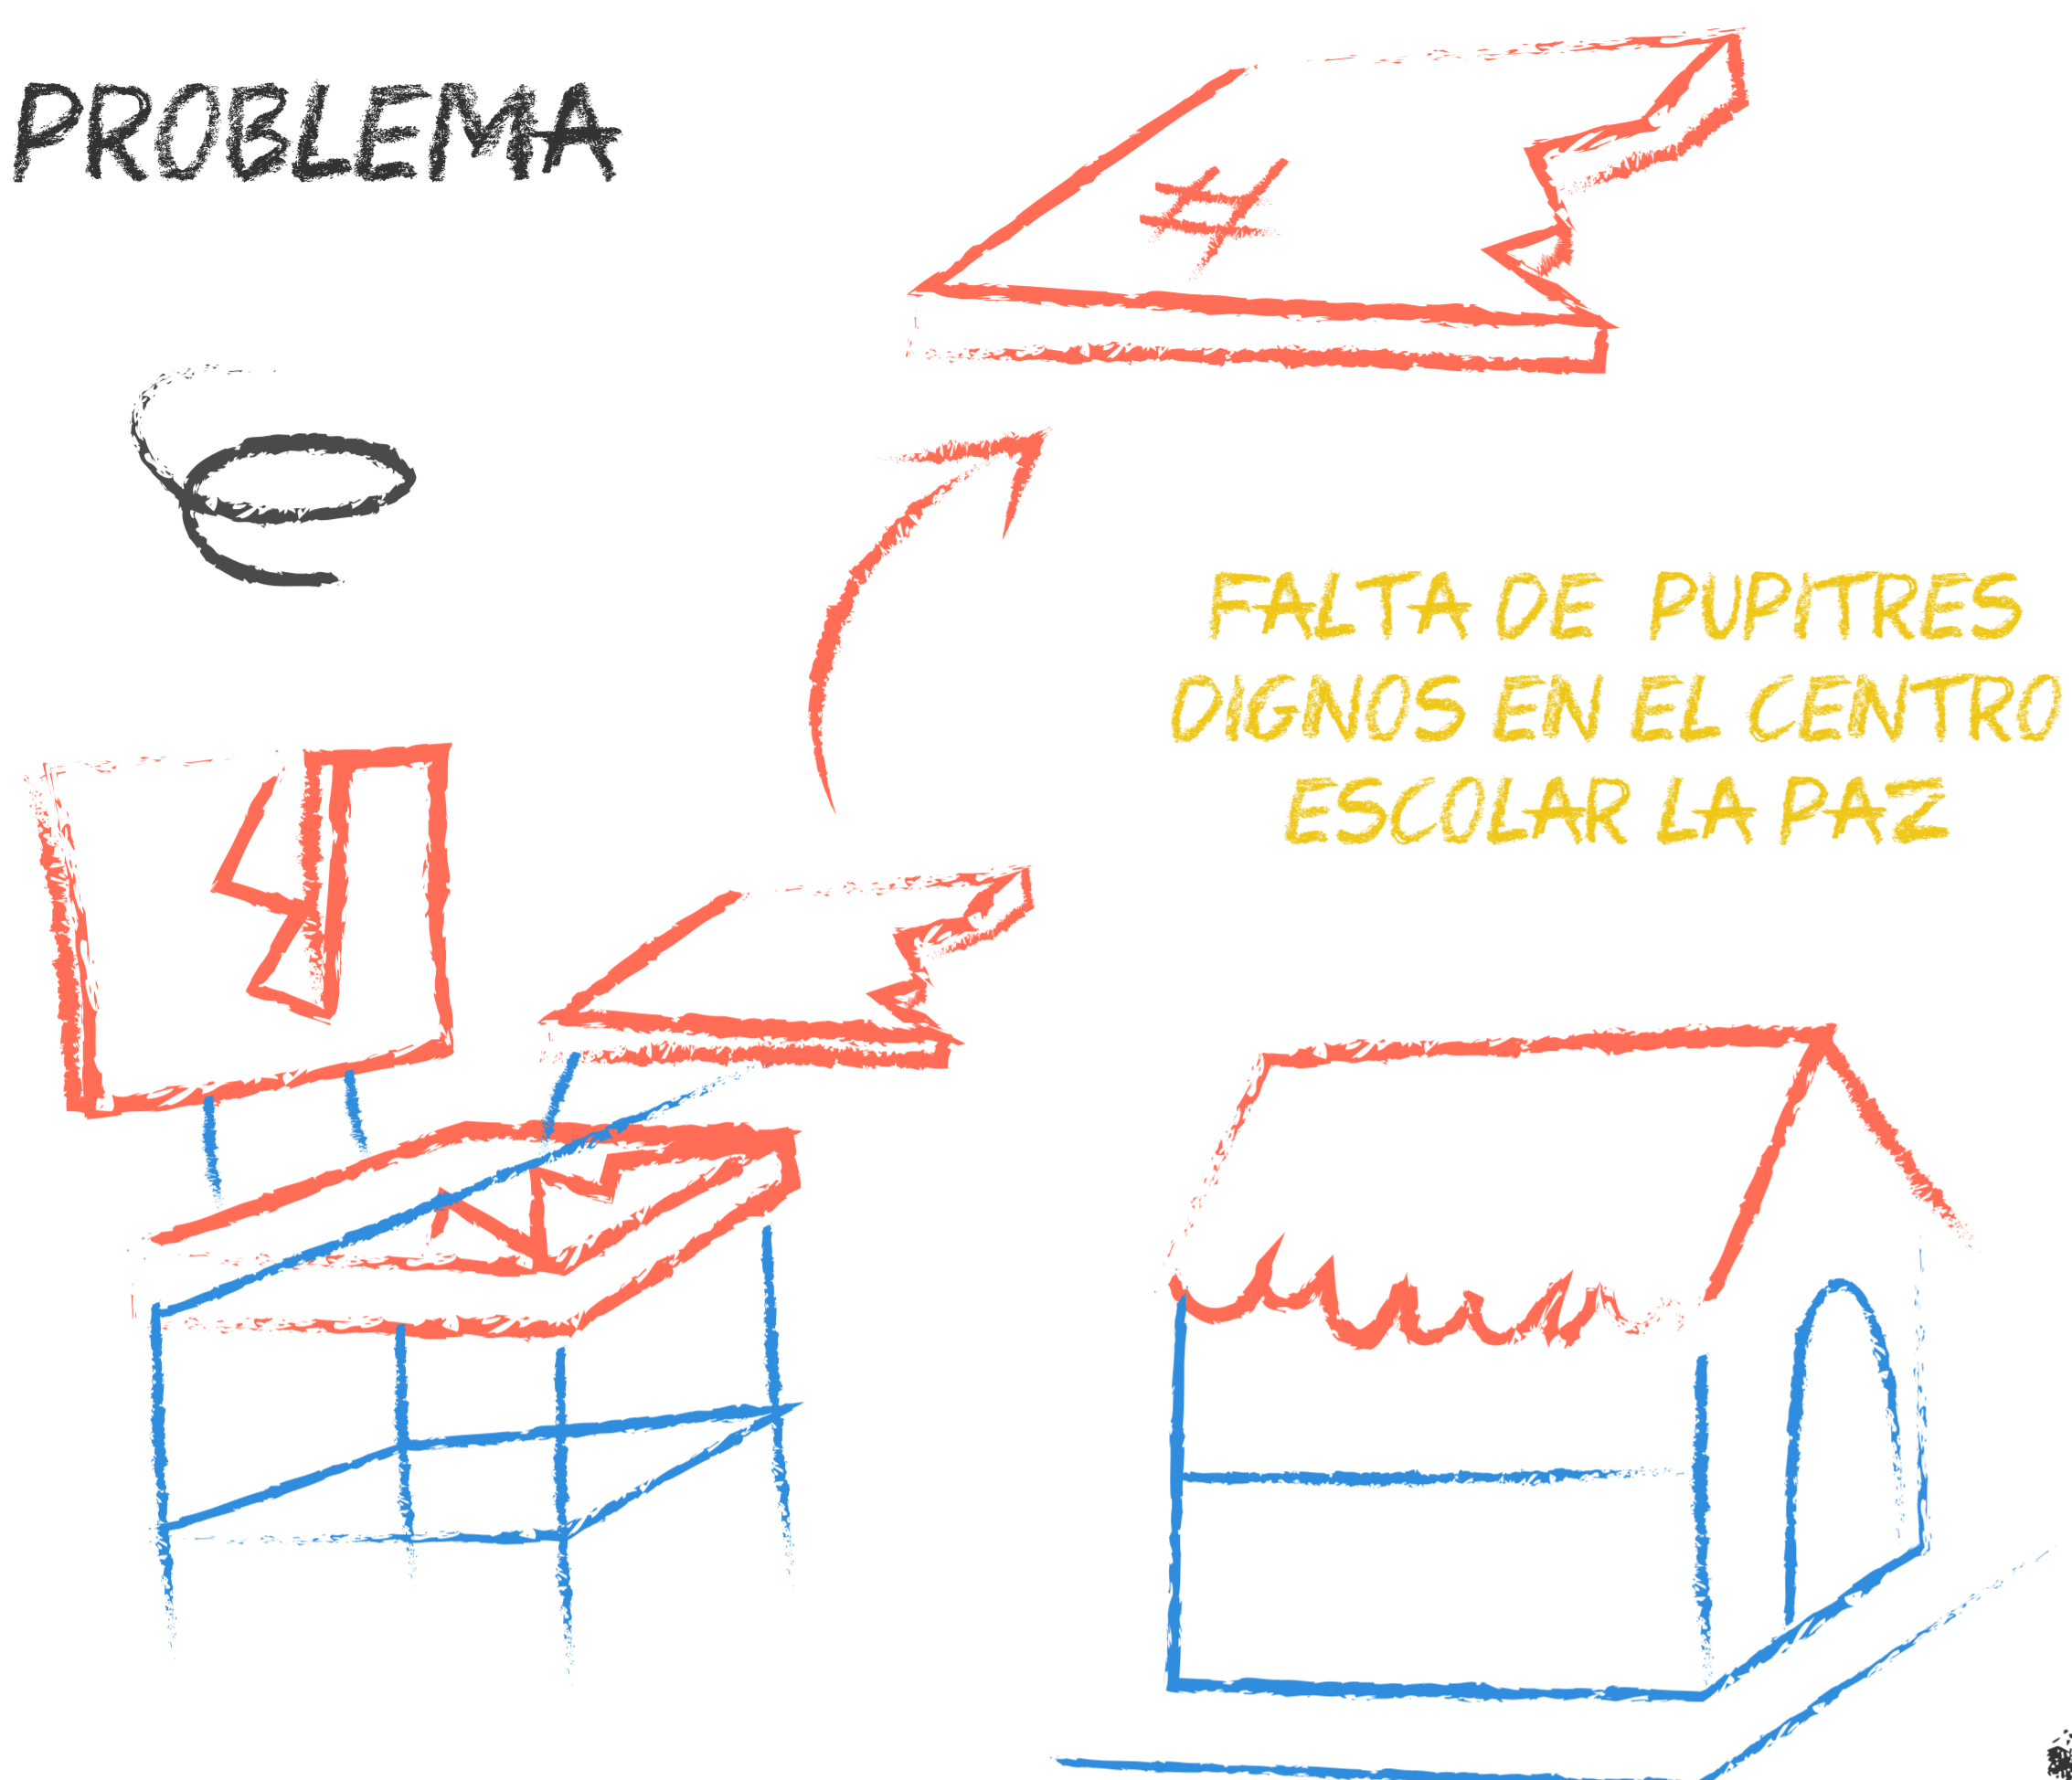 PROBLEMA
#
FALTA DE PUPITRES
DIGNOS EN EL CENTRO
ESCOLAR LA PAZ